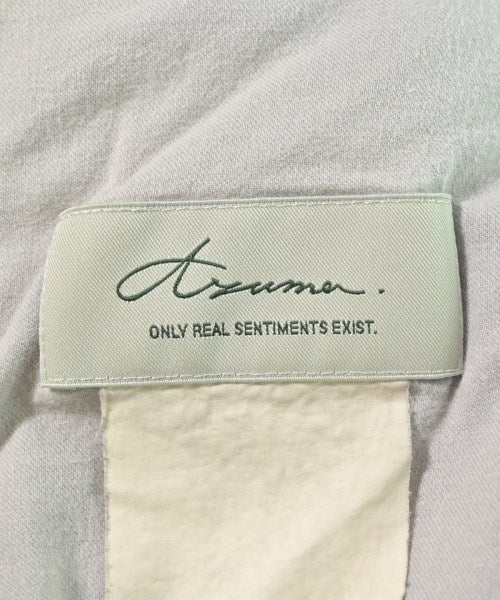 Azuma.
ONLY REAL SENTIMENTS EXIST.